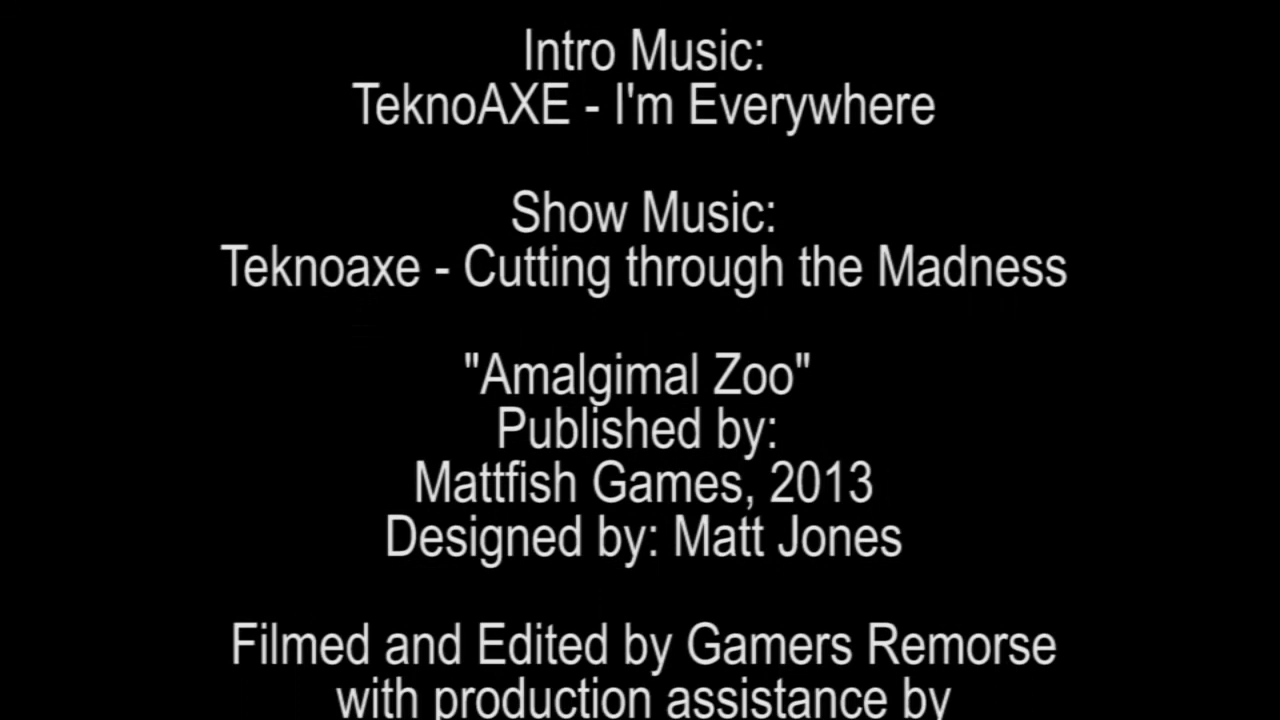 Intro Music:
TeknoAXE - I'm Everywhere
Show Music:
Teknoaxe - Cutting through the Madness
"Amalgimal Zoo"
Published by:
Mattfish Games, 2013
Designed by: Matt Jones
Filmed and Edited by Gamers Remorse
with production assistance by